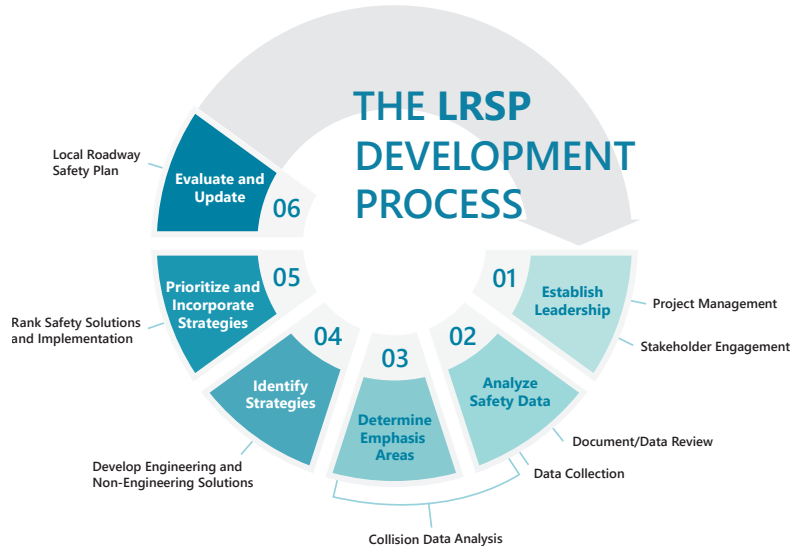 THE LRSP
DEVELOPMENT
PROCESS
01
Establish
Leadership
Project Management
Stakeholder Engagement
02
Analyze
Safety Data
Document/Data Review
Data Collection
03
Determine
Emphasis
Areas
Collision Data Analysis
04
Identify
Strategies
Develop Engineering and
Non-Engineering Solutions
05
Prioritize and
Incorporate
Strategies
Rank Safety Solutions
and Implementation
06
Evaluate and
Update
Local Roadway
Safety Plan